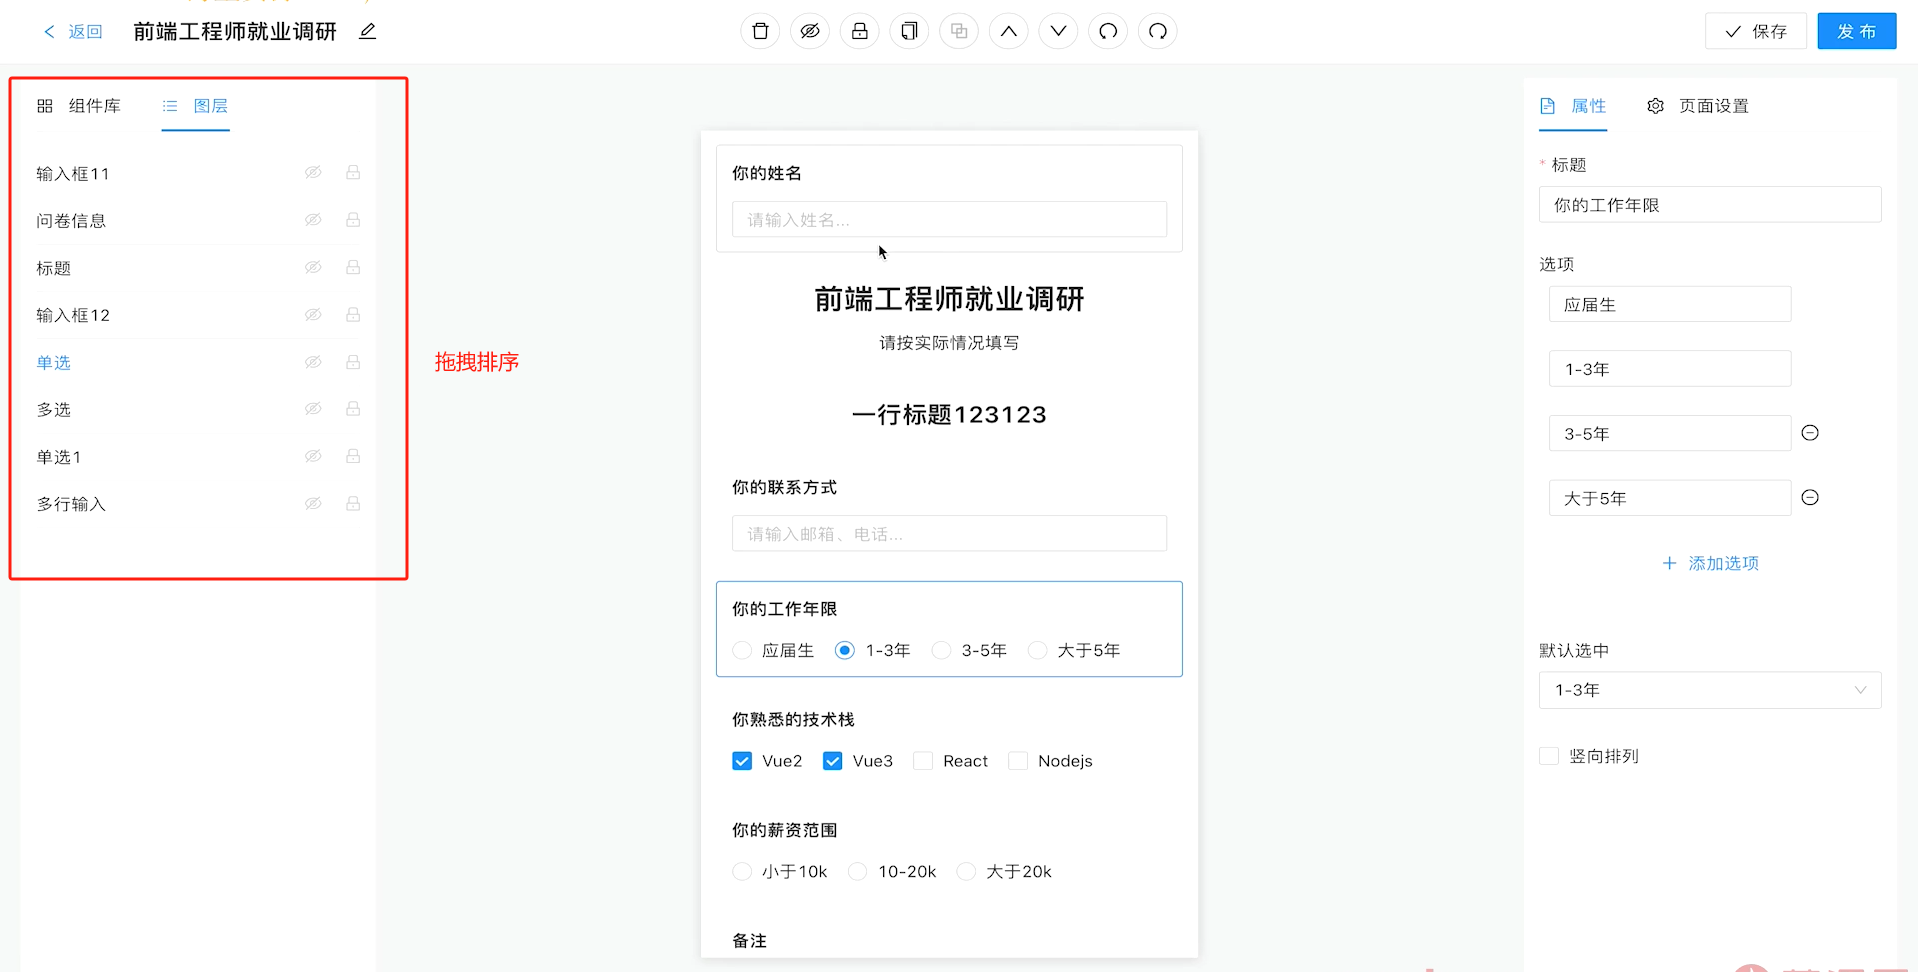 返回
前端工程师就业调研
保存
发 布
组件库
图层
输入框11
问卷信息
标题
输入框12
单选
多选
单选1
多行输入
拖拽排序
你的姓名
请输入姓名...
前端工程师就业调研
请按实际情况填写
一行标题123123
你的联系方式
请输入邮箱、电话...
你的工作年限
应届生
1-3年
3-5年
大于5年
你熟悉的技术栈
Vue2
Vue3
React
Nodejs
你的薪资范围
小于10k
10-20k
大于20k
备注
属性
页面设置
* 标题
你的工作年限
选项
应届生
1-3年
3-5年
大于5年
+ 添加选项
默认选中
1-3年
竖向排列